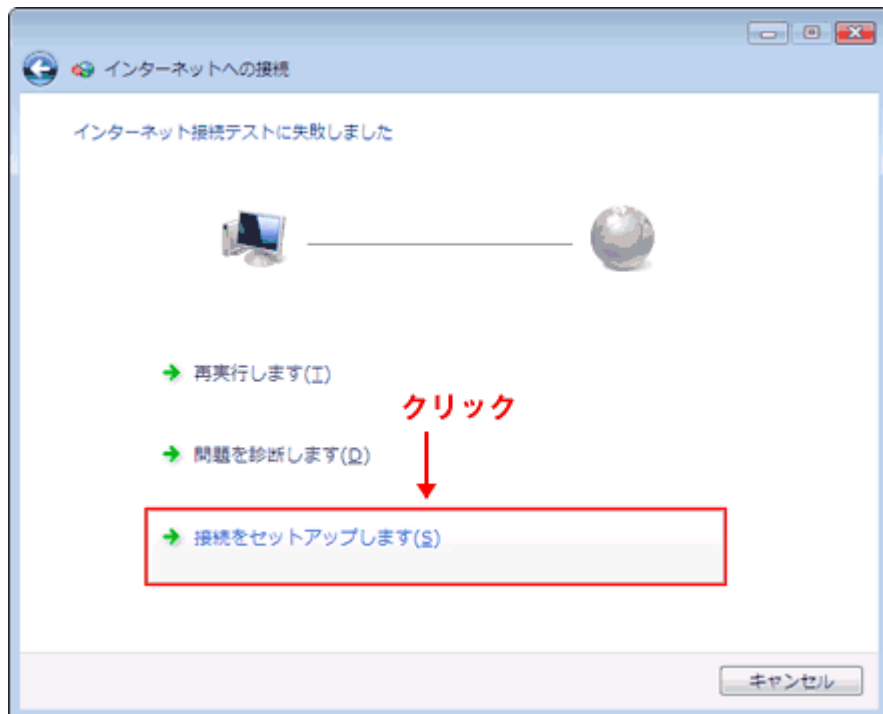 インターネットへの接続
インターネット接続テストに失敗しました
再実行します(I)
クリック
問題を診断します(D)
接続をセットアップします(S)
キャンセル